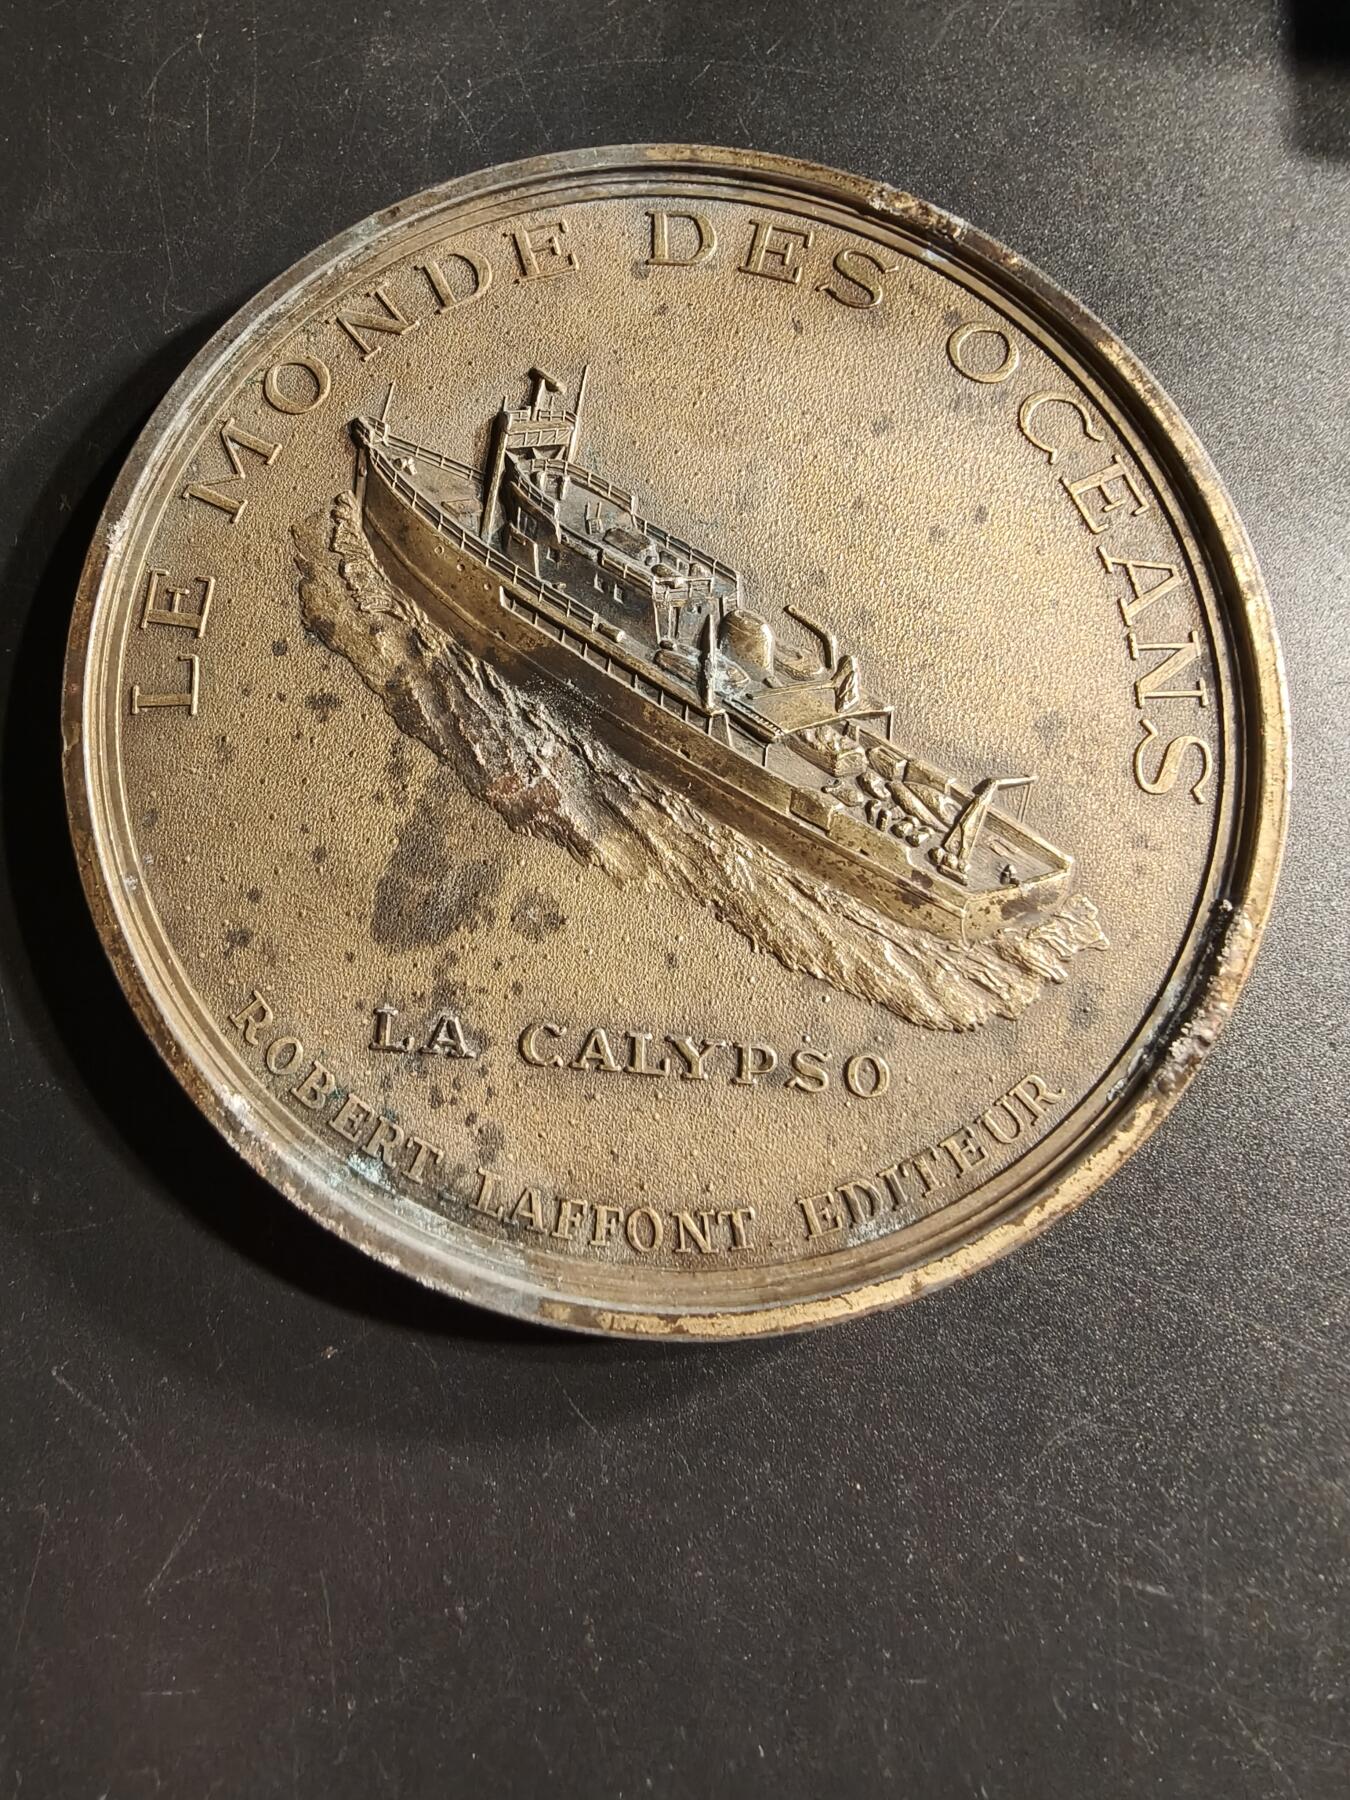 LE MONDE DES OCEANS
LA CALYPSO
ROBERT LAFFONT EDITEUR